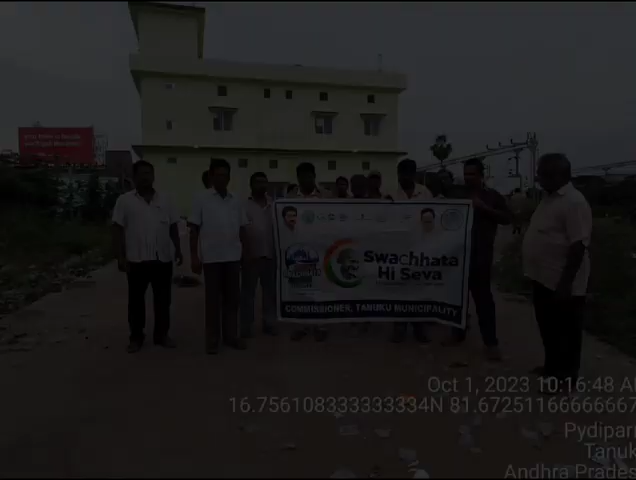 Swachhata
Hi Seva
COMMISSIONER, TANUKU MUNICIPALITY
Oct 1, 2023 10:16:48 A
16.756108333333334N 81.67251166666667
Pydipar
Tanuk
Andhra Prades